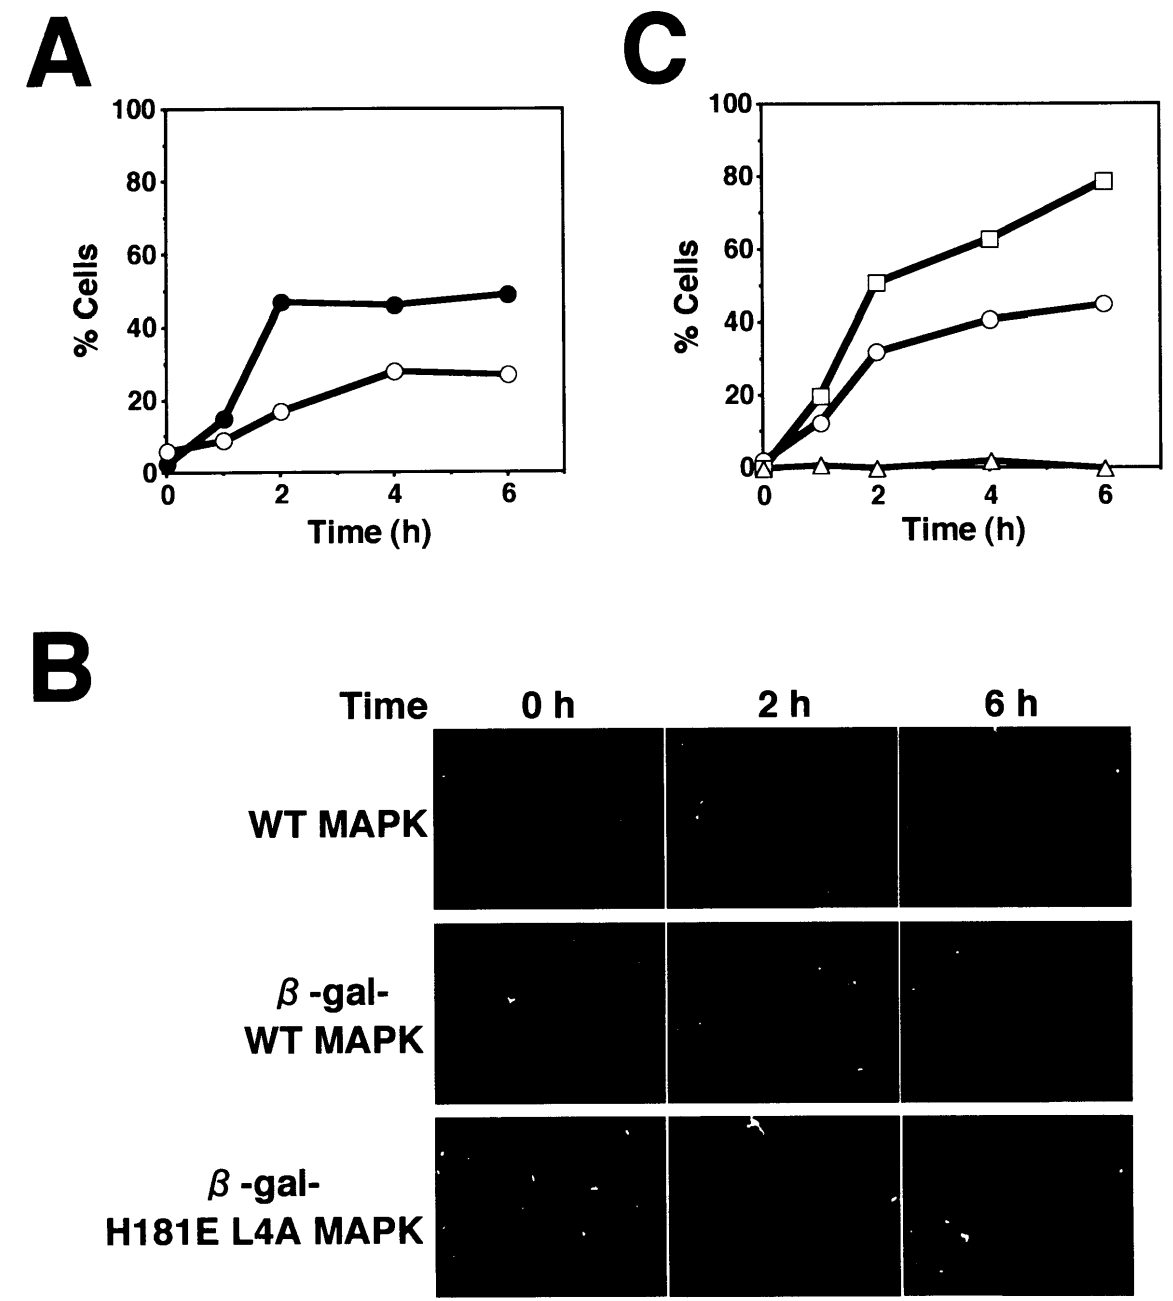 A
100
80
60
40
20
0
% Cells
0 2 4 6
Time (h)
C
100
80
60
40
20
0
% Cells
0 2 4 6
Time (h)
B
Time 0 h 2 h 6 h
WT MAPK
β -gal-
WT MAPK
β -gal-
H181E L4A MAPK